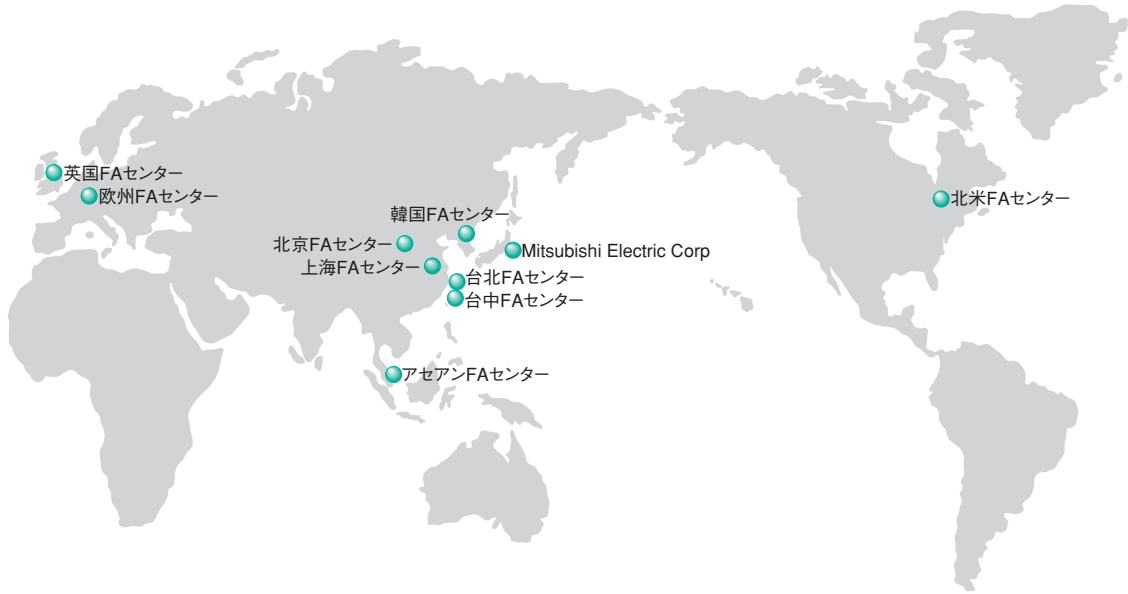 英国FAセンター
欧州FAセンター
北米FAセンター
韓国FAセンター
北京FAセンター
Mitsubishi Electric Corp
上海FAセンター
台北FAセンター
台中FAセンター
アセアンFAセンター